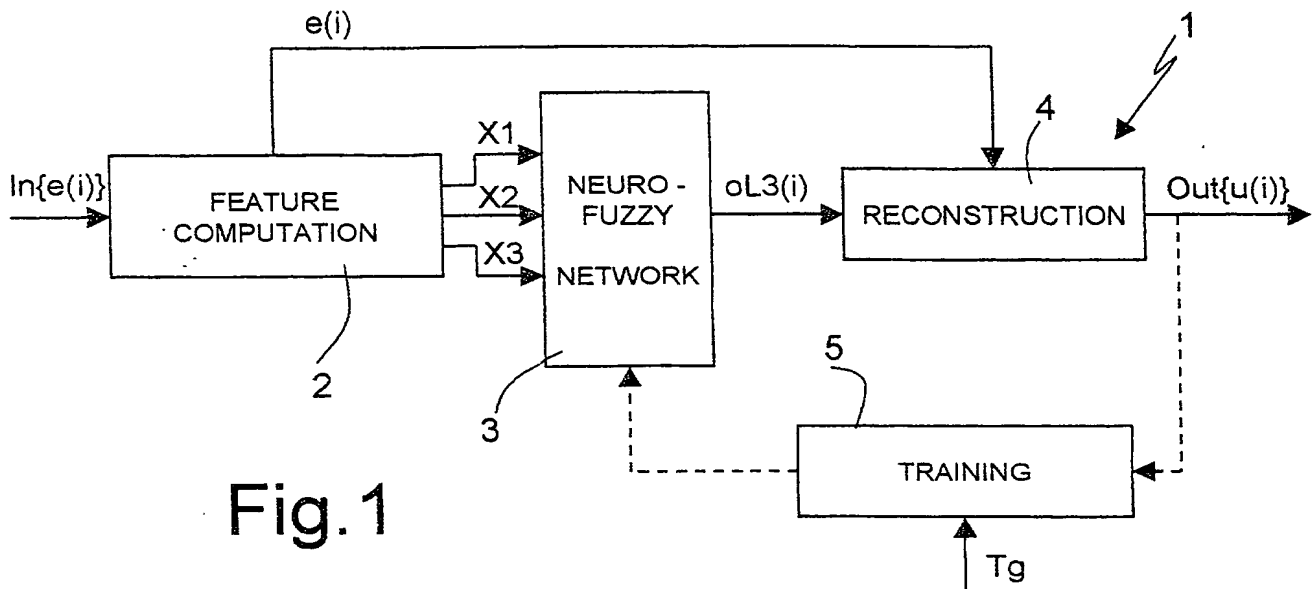 e(i)
1
4
X1
In{e(i)}
FEATURE
COMPUTATION
X2
NEURO -
FUZZY
NETWORK
oL3(i)
RECONSTRUCTION
Out{u(i)}
X3
2
3
5
TRAINING
Fig.1
Tg